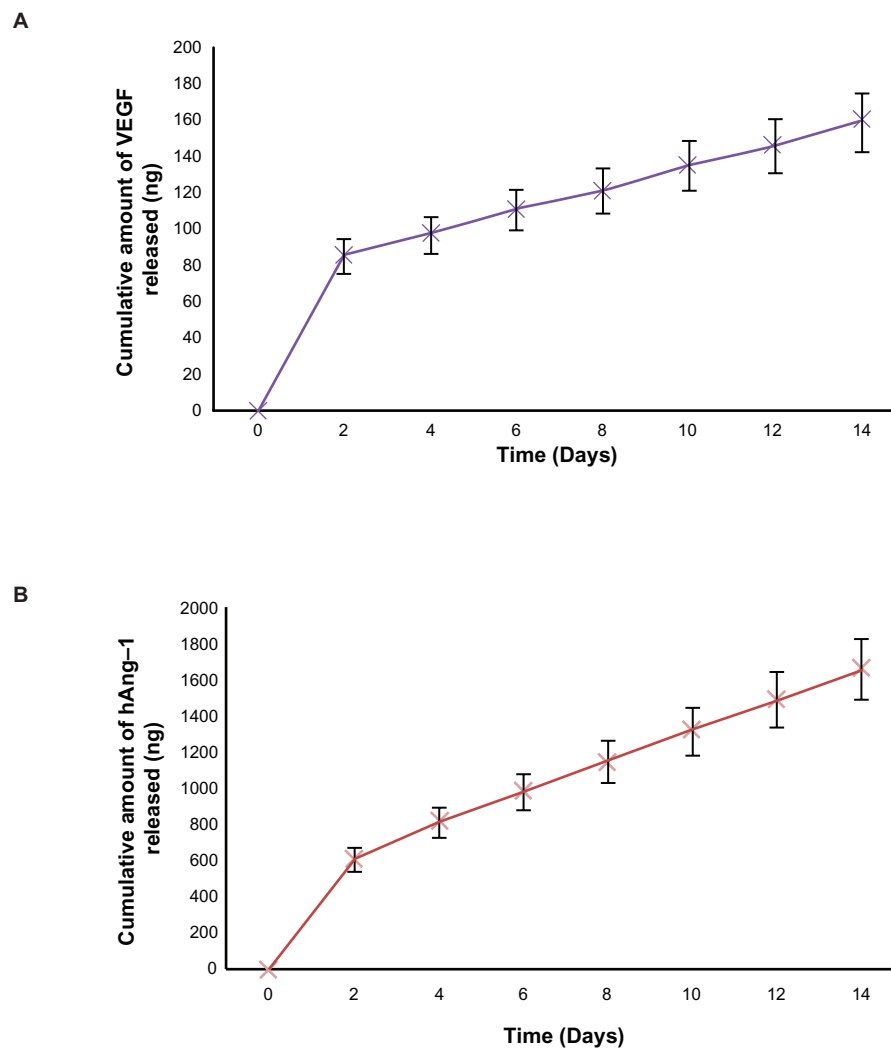 A
Cumulative amount of VEGF
released (ng)
200
180
160
140
120
100
80
60
40
20
0
0 2 4 6 8 10 12 14
Time (Days)
B
Cumulative amount of hAng–1
released (ng)
2000
1800
1600
1400
1200
1000
800
600
400
200
0
0 2 4 6 8 10 12 14
Time (Days)